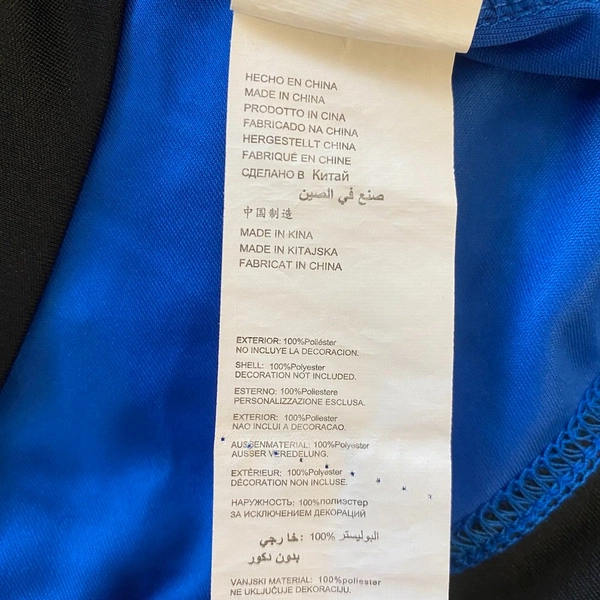 HECHO EN CHINA
MADE IN CHINA
PRODOTTO IN CINA
FABRICADO NA CHINA
HERGESTELLT CHINA
FABRIQUÉ EN CHINE
СДЕЛАНО В Китай
صنع في الصين
中国制造
MADE IN KINA
MADE IN KITAJSKA
FABRICAT IN CHINA
EXTERIOR: 100%Poliéster
NO INCLUYE LA DECORACION.
SHELL: 100%Polyester
DECORATION NOT INCLUDED.
ESTERNO: 100%Poliestere
PERSONALIZZAZIONE ESCLUSA.
EXTERIOR: 100%Poliester
NAO INCLUI A DECORACAO.
AUSSENMATERIAL: 100%Polyester
AUSSER VEREDELUNG.
EXTÉRIEUR: 100%Polyester
DÉCORATION NON INCLUSE.
НАРУЖНОСТЬ: 100%полиэстер
ЗА ИСКЛЮЧЕНИЕМ ДЕКОРАЦИЙ
خارجي: 100% البوليستر
بدون دكور
VANJSKI MATERIAL: 100%poliester
NE UKLJUČUJE DEKORACIJU.